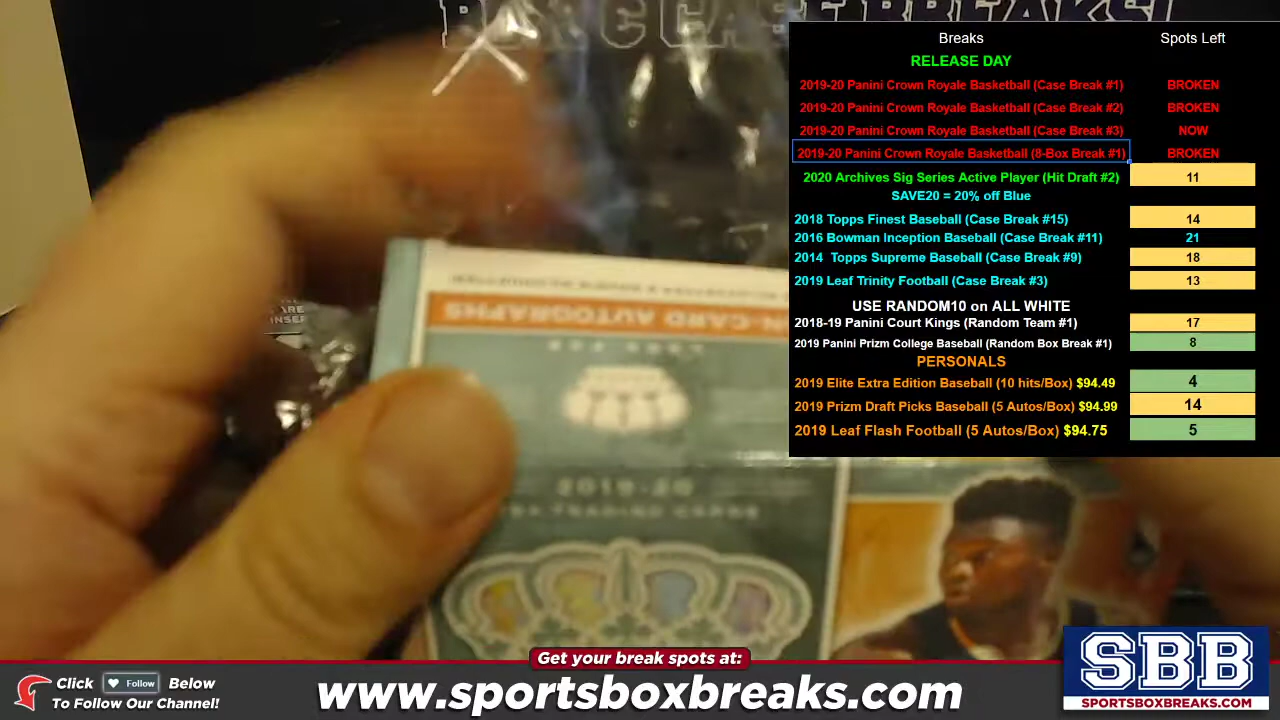 BOX & CASE BREAKS!
Breaks Spots Left
RELEASE DAY
2019-20 Panini Crown Royale Basketball (Case Break #1) BROKEN
2019-20 Panini Crown Royale Basketball (Case Break #2) BROKEN
2019-20 Panini Crown Royale Basketball (Case Break #3) NOW
2019-20 Panini Crown Royale Basketball (8-Box Break #1) BROKEN
2020 Archives Sig Series Active Player (Hit Draft #2) 11
SAVE20 = 20% off Blue
2018 Topps Finest Baseball (Case Break #15) 14
2016 Bowman Inception Baseball (Case Break #11) 21
2014 Topps Supreme Baseball (Case Break #9) 18
2019 Leaf Trinity Football (Case Break #3) 13
USE RANDOM10 on ALL WHITE
2018-19 Panini Court Kings (Random Team #1) 17
2019 Panini Prizm College Baseball (Random Box Break #1) 8
PERSONALS
2019 Elite Extra Edition Baseball (10 hits/Box) $94.49 4
2019 Prizm Draft Picks Baseball (5 Autos/Box) $94.99 14
2019 Leaf Flash Football (5 Autos/Box) $94.75 5
ON-CARD AUTOGRAPHS
2019-20
NBA TRADING CARDS
Get your break spots at:
Click Follow Below
To Follow Our Channel!
www.sportsboxbreaks.com
SBB
SPORTSBOXBREAKS.COM